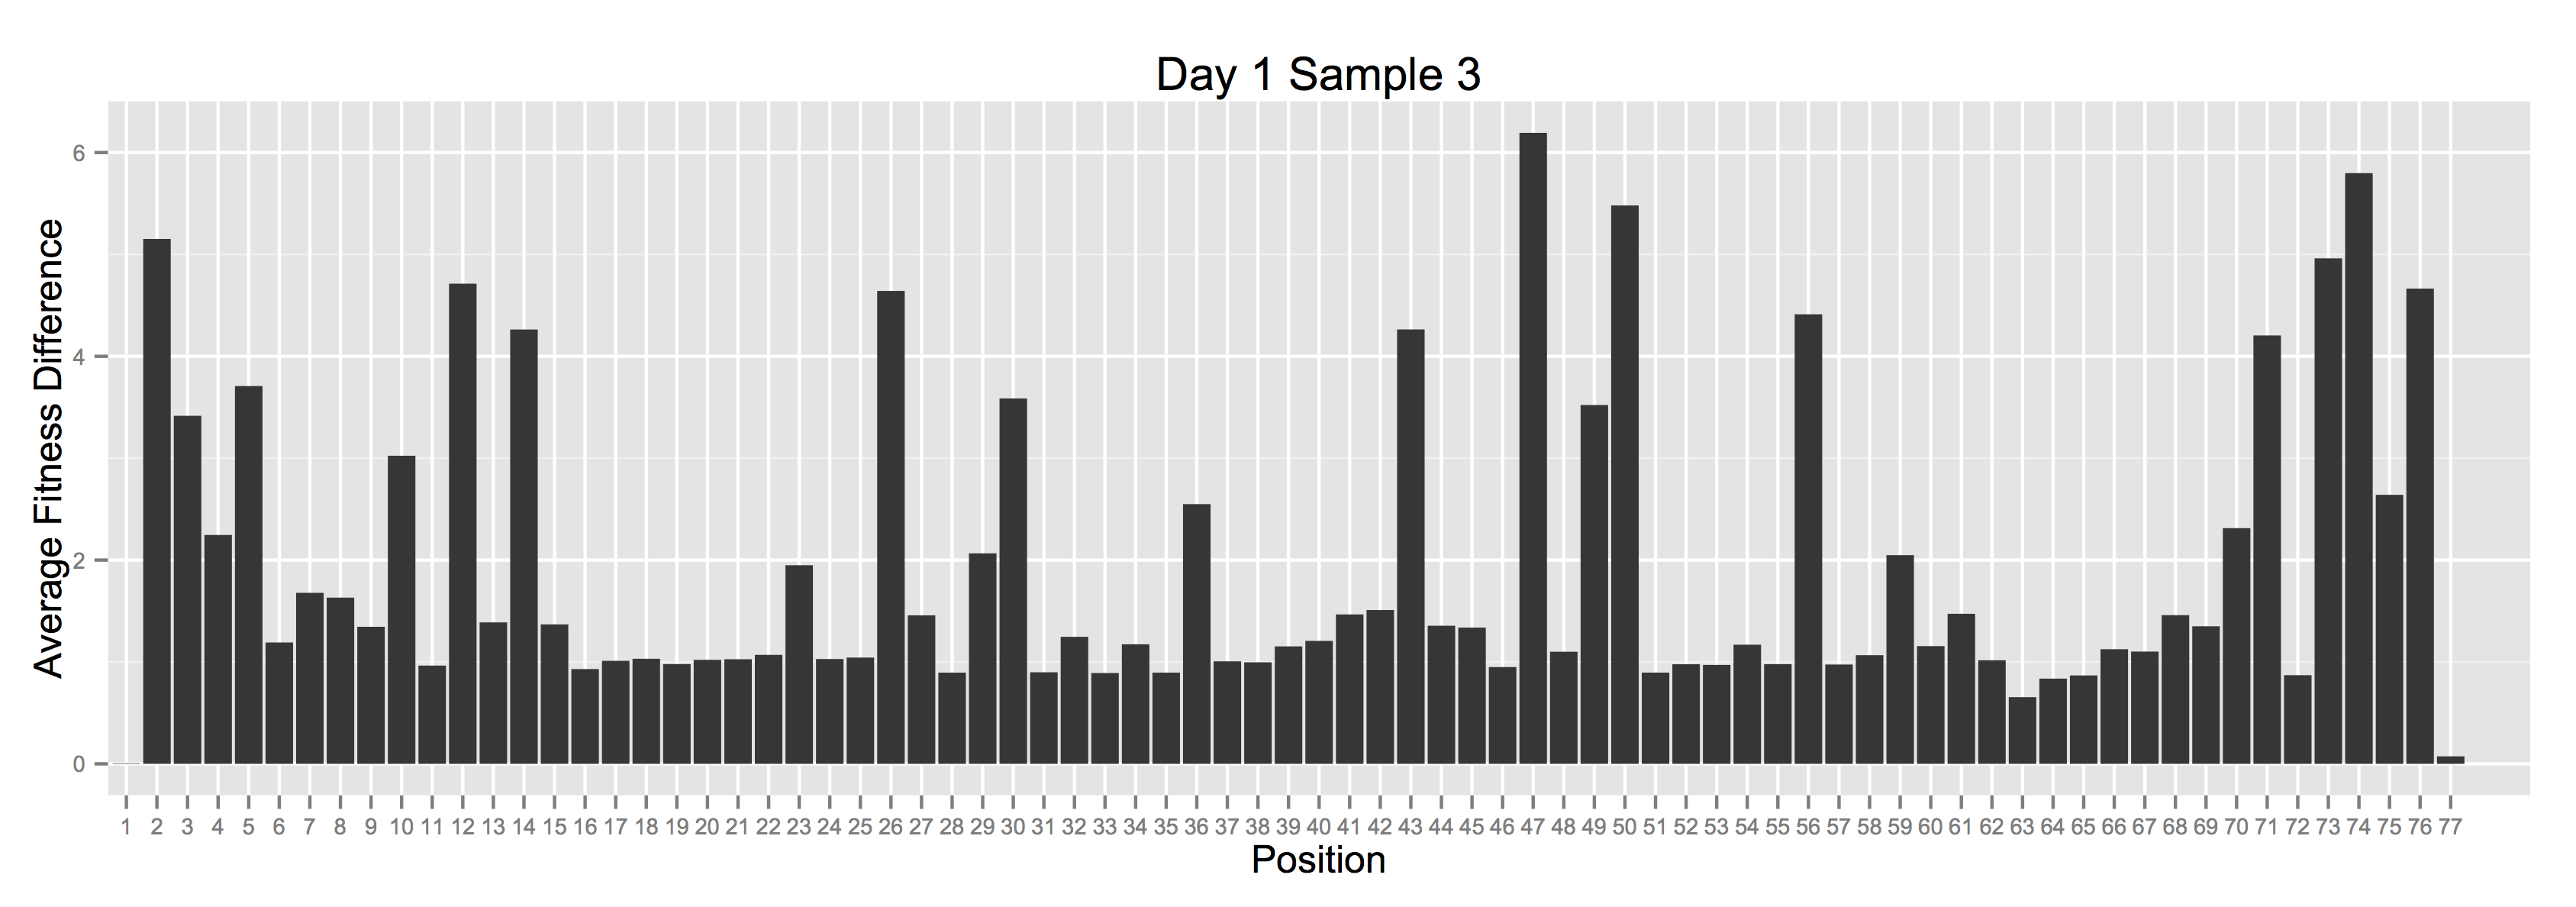 Day 1 Sample 3
Average Fitness Difference
6
4
2
0
1 2 3 4 5 6 7 8 9 10 11 12 13 14 15 16 17 18 19 20 21 22 23 24 25 26 27 28 29 30 31 32 33 34 35 36 37 38 39 40 41 42 43 44 45 46 47 48 49 50 51 52 53 54 55 56 57 58 59 60 61 62 63 64 65 66 67 68 69 70 71 72 73 74 75 76 77
Position